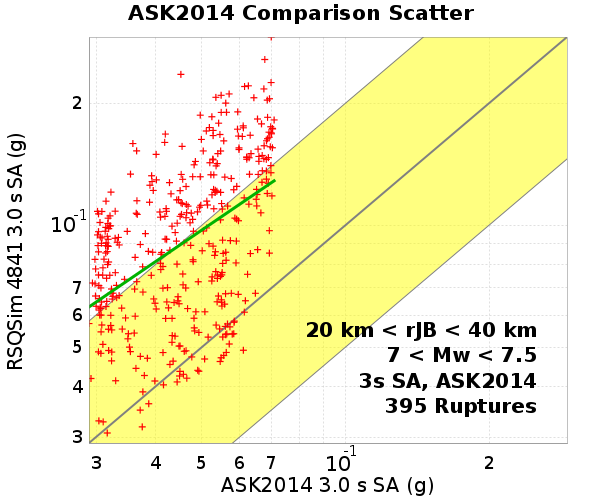 ASK2014 Comparison Scatter
RSQSim 4841 3.0 s SA (g)
2
10-1
7
6
5
4
3
20 km < rJB < 40 km
7 < Mw < 7.5
3s SA, ASK2014
395 Ruptures
3 4 5 6 7 10-1 2
ASK2014 3.0 s SA (g)